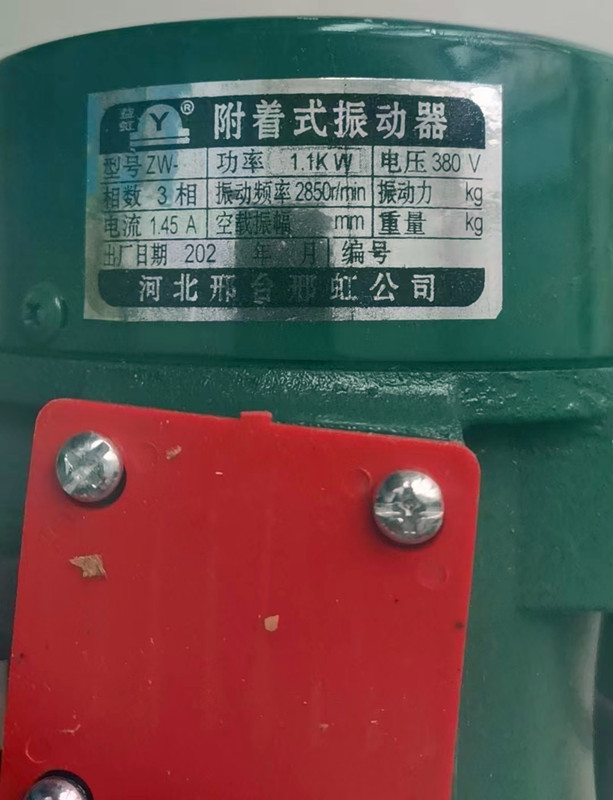 益虹 Y ® 附着式振动器
型号 ZW- 功率 1.1KW 电压 380 V
相数 3 相 振动频率 2850r/min 振动力 kg
电流 1.45 A 空载振幅 mm 重量 kg
出厂日期 202 年 月 编号
河北邢台邢虹公司